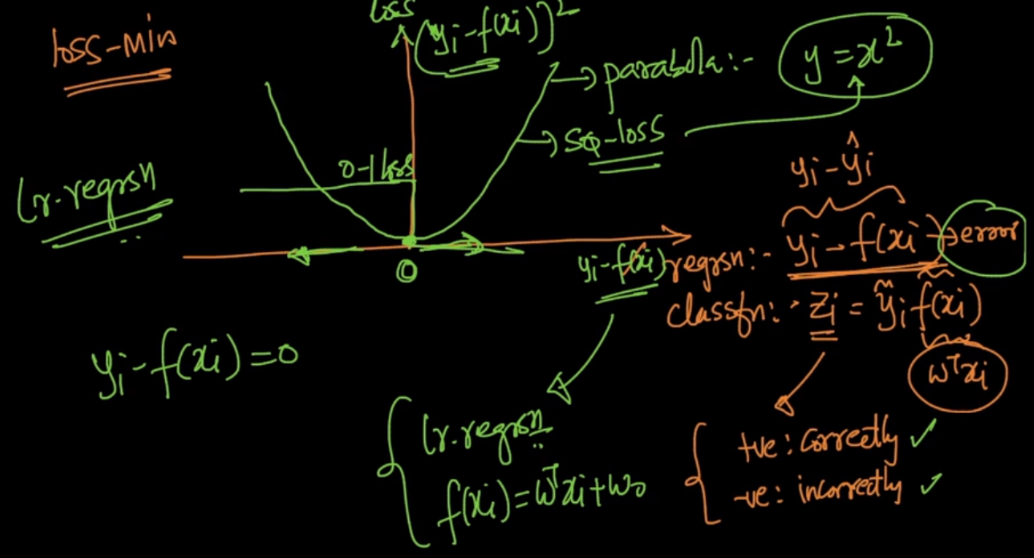 loss-min
loss
(yi-f(xi))²
parabola:-
y=x²
sq-loss
0-1 loss
lr.regrsn
yi-ŷi
yi-f(xi)
regrsn:- yi-f(xi) → error
classfn: zi = ỹi f̃(xi)
wᵀxi
0
yi-f(xi)=0
lr.regrsn
f(xi)=wᵀxi+w₀
+ve: correctly ✓
-ve: incorrectly ✓